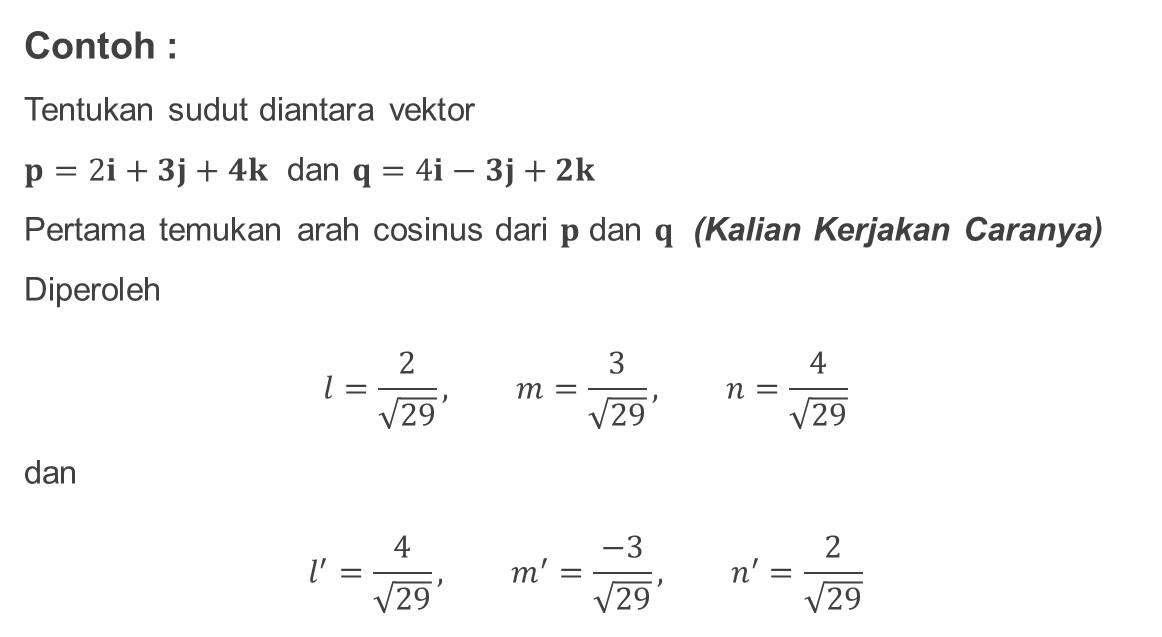 Contoh :
Tentukan sudut diantara vektor
p = 2i + 3j + 4k dan q = 4i − 3j + 2k
Pertama temukan arah cosinus dari p dan q (Kalian Kerjakan Caranya)
Diperoleh
l = 2/√29, m = 3/√29, n = 4/√29
dan
l′ = 4/√29, m′ = −3/√29, n′ = 2/√29